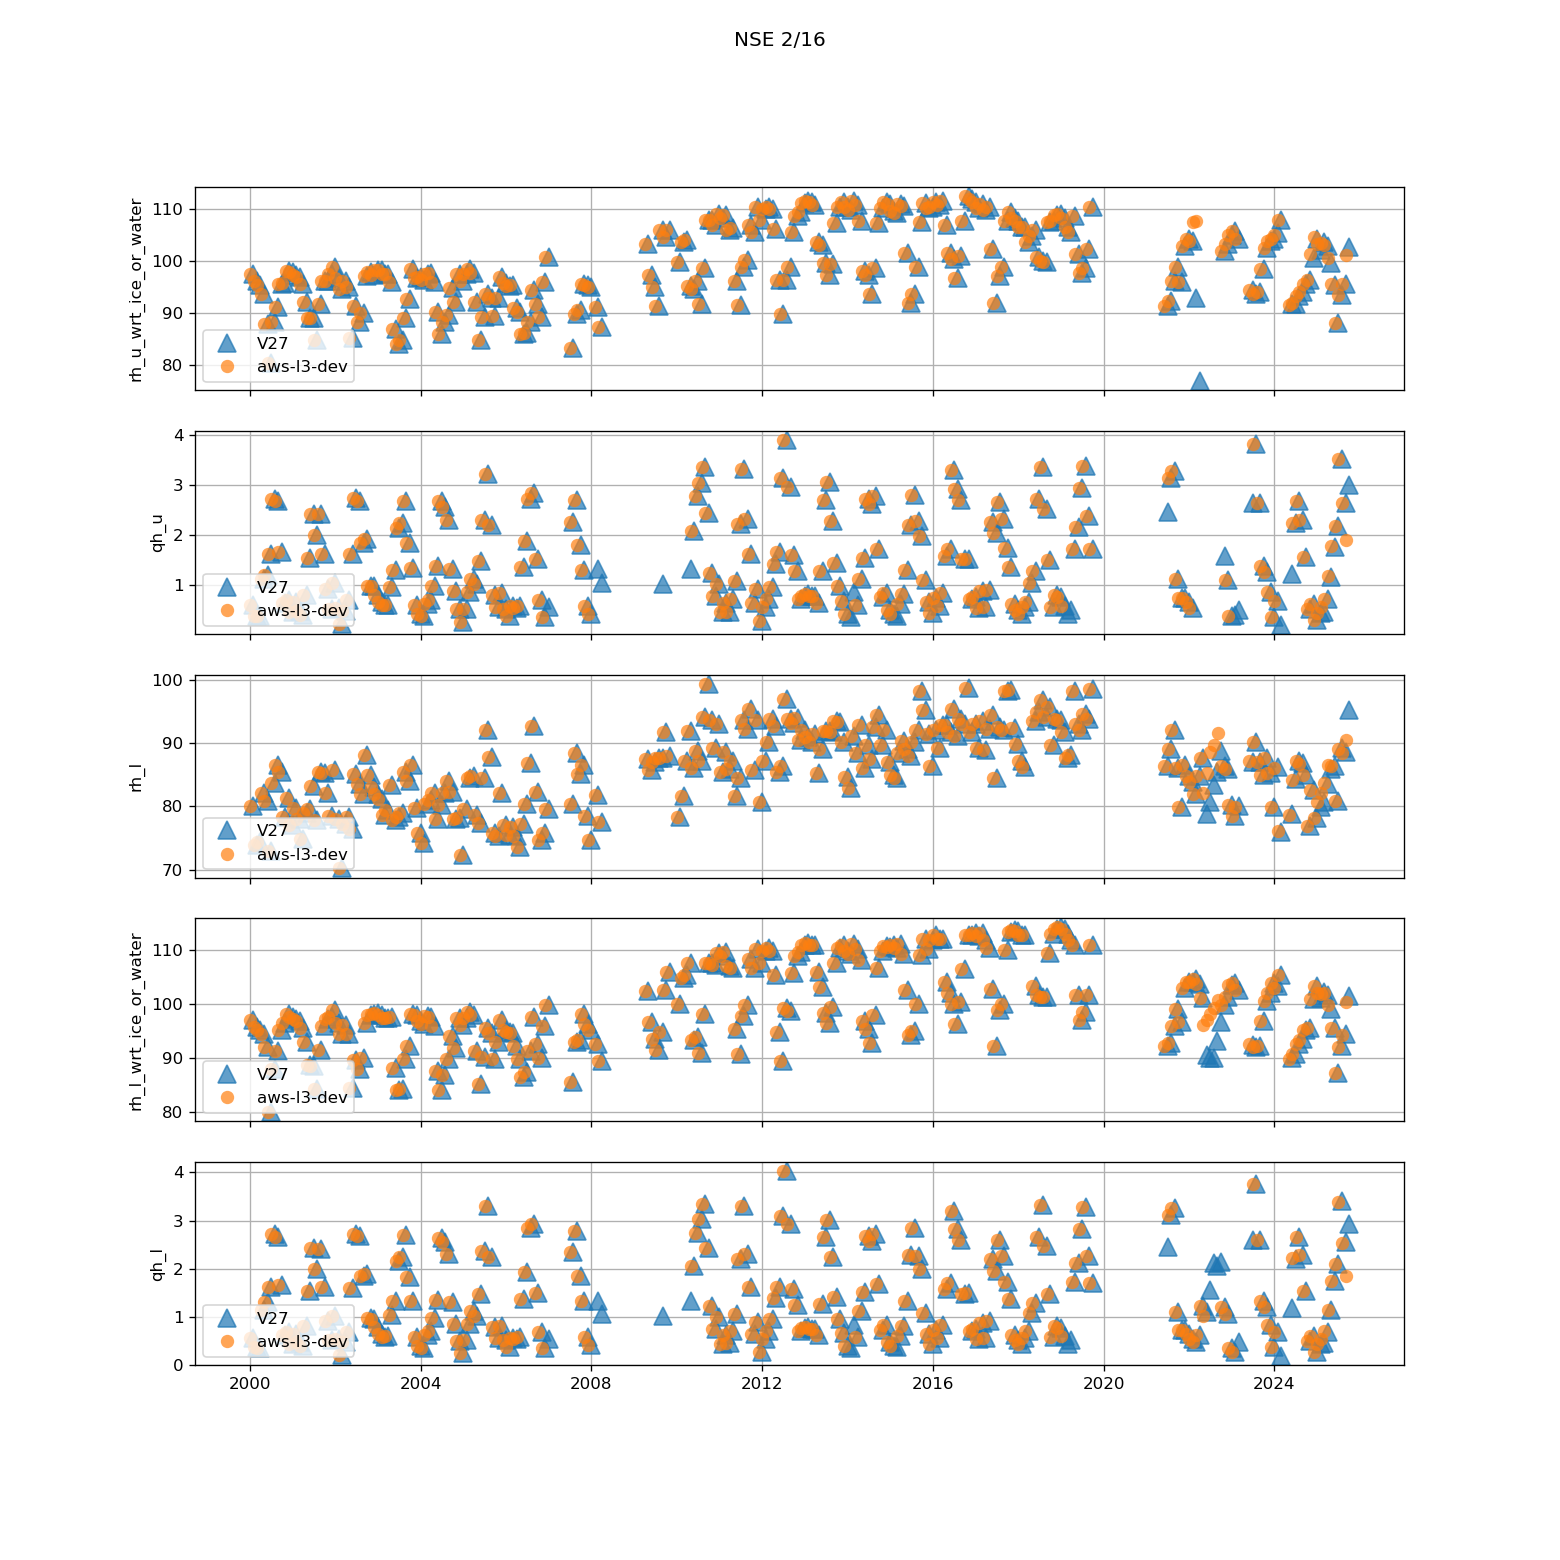 NSE 2/16
rh_u_wrt_ice_or_water
110
100
90
80
V27
aws-l3-dev
qh_u
4
3
2
1
V27
aws-l3-dev
rh_l
100
90
80
70
V27
aws-l3-dev
rh_l_wrt_ice_or_water
110
100
90
80
V27
aws-l3-dev
qh_l
4
3
2
1
0
V27
aws-l3-dev
2000 2004 2008 2012 2016 2020 2024